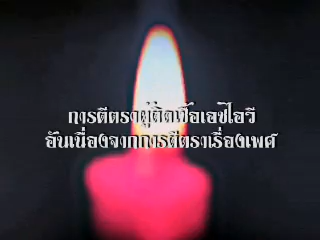 การตีตราผู้ติดเชื้อเอชไอวี
อันเนื่องจากการตีตราเรื่องเพศ